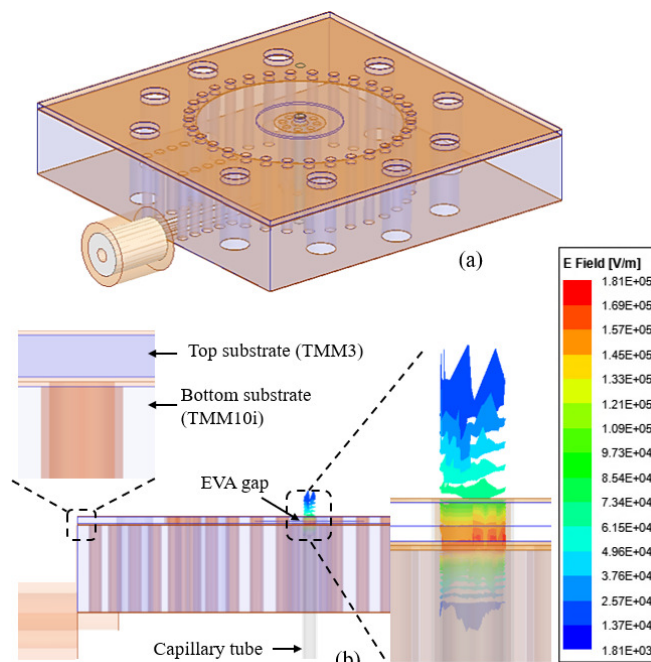 (a)
E Field [V/m]
1.81E+05
1.69E+05
1.57E+05
1.45E+05
1.33E+05
1.21E+05
1.09E+05
9.73E+04
8.54E+04
7.34E+04
6.15E+04
4.96E+04
3.76E+04
2.57E+04
1.37E+04
1.81E+03
Top substrate (TMM3)
Bottom substrate
(TMM10i)
EVA gap
Capillary tube
(b)